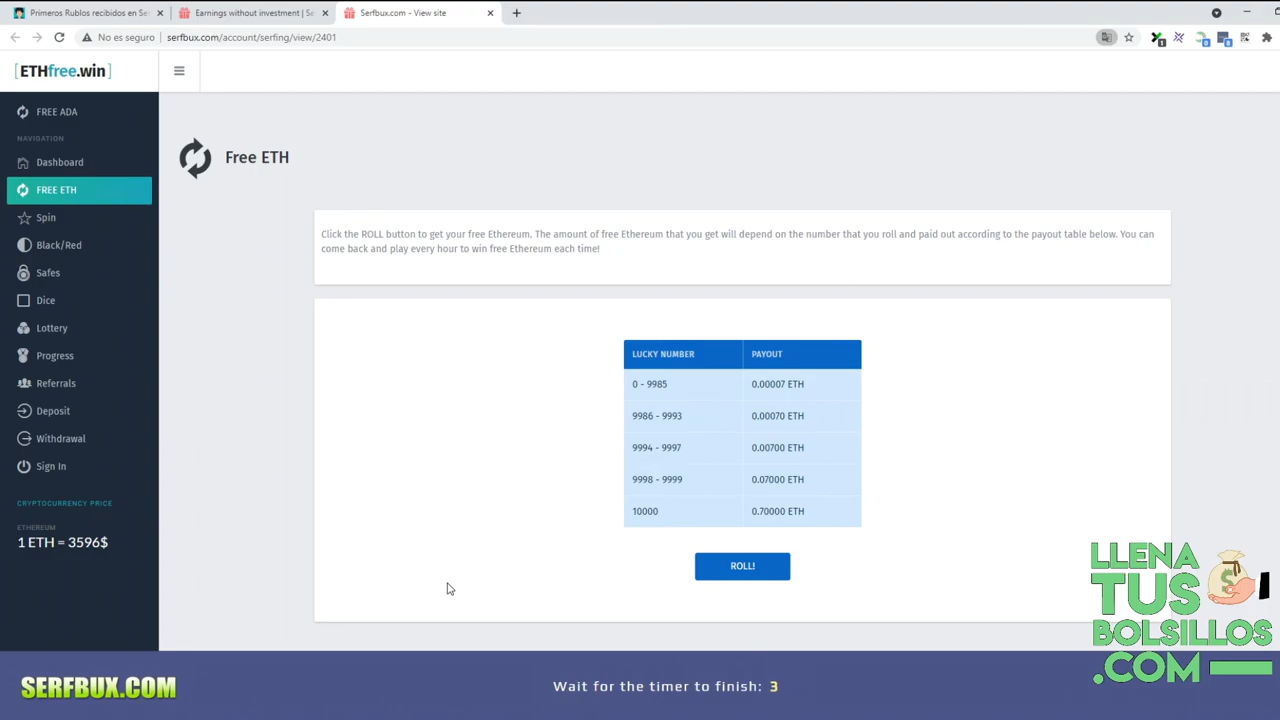 Primeros Rublos recibidos en Se
Earnings without investment | Se
Serfbux.com - View site
No es seguro
serfbux.com/account/serfing/view/2401
[ETHfree.win]
FREE ADA
NAVIGATION
Dashboard
FREE ETH
Spin
Black/Red
Safes
Dice
Lottery
Progress
Referrals
Deposit
Withdrawal
Sign In
CRYPTOCURRENCY PRICE
ETHEREUM
1 ETH = 3596$
Free ETH
Click the ROLL button to get your free Ethereum. The amount of free Ethereum that you get will depend on the number that you roll and paid out according to the payout table below. You can
come back and play every hour to win free Ethereum each time!
LUCKY NUMBER PAYOUT
0 - 9985 0.00007 ETH
9986 - 9993 0.00070 ETH
9994 - 9997 0.00700 ETH
9998 - 9999 0.07000 ETH
10000 0.70000 ETH
ROLL!
LLENA
TUS
BOLSILLOS
.COM
SERFBUX.COM
Wait for the timer to finish: 3